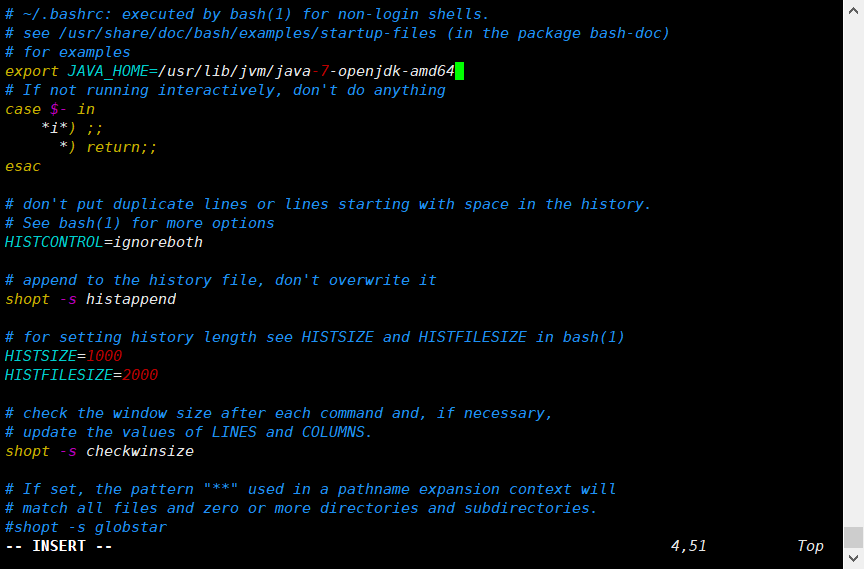 # ~/.bashrc: executed by bash(1) for non-login shells.
# see /usr/share/doc/bash/examples/startup-files (in the package bash-doc)
# for examples
export JAVA_HOME=/usr/lib/jvm/java-7-openjdk-amd64
# If not running interactively, don't do anything
case $- in
    *i*) ;;
      *) return;;
esac

# don't put duplicate lines or lines starting with space in the history.
# See bash(1) for more options
HISTCONTROL=ignoreboth

# append to the history file, don't overwrite it
shopt -s histappend

# for setting history length see HISTSIZE and HISTFILESIZE in bash(1)
HISTSIZE=1000
HISTFILESIZE=2000

# check the window size after each command and, if necessary,
# update the values of LINES and COLUMNS.
shopt -s checkwinsize

# If set, the pattern "**" used in a pathname expansion context will
# match all files and zero or more directories and subdirectories.
#shopt -s globstar
-- INSERT -- 4,51 Top